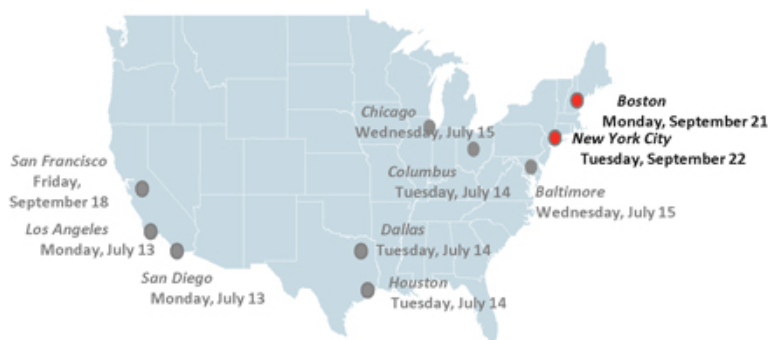 Chicago
Wednesday, July 15
Boston
Monday, September 21
New York City
Tuesday, September 22
San Francisco
Friday,
September 18
Columbus
Tuesday, July 14
Baltimore
Wednesday, July 15
Los Angeles
Monday, July 13
Dallas
Tuesday, July 14
San Diego
Monday, July 13
Houston
Tuesday, July 14